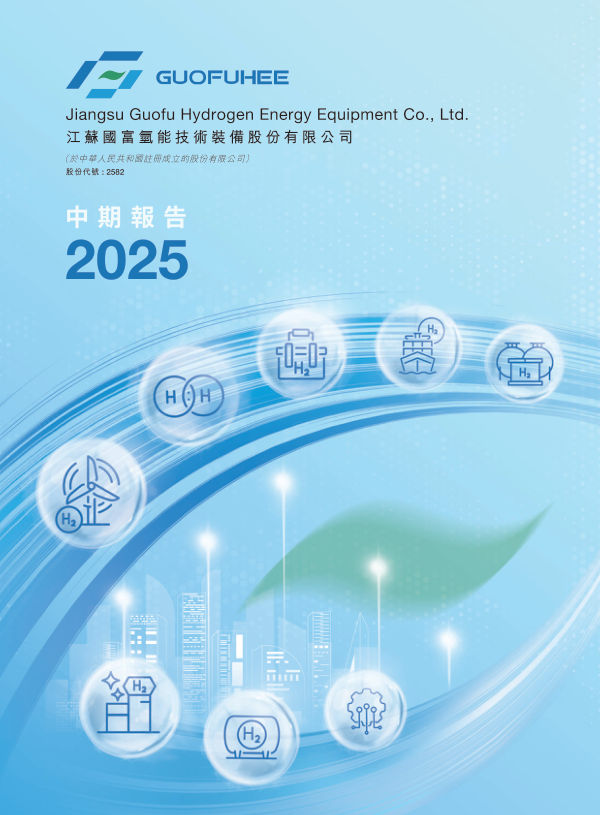 GUOFUHEE
Jiangsu Guofu Hydrogen Energy Equipment Co., Ltd.
江蘇國富氫能技術裝備股份有限公司
(於中華人民共和國註冊成立的股份有限公司)
股份代號 : 2582
中期報告
2025
H₂
H₂
H₂
H : H
H₂
H₂
H₂